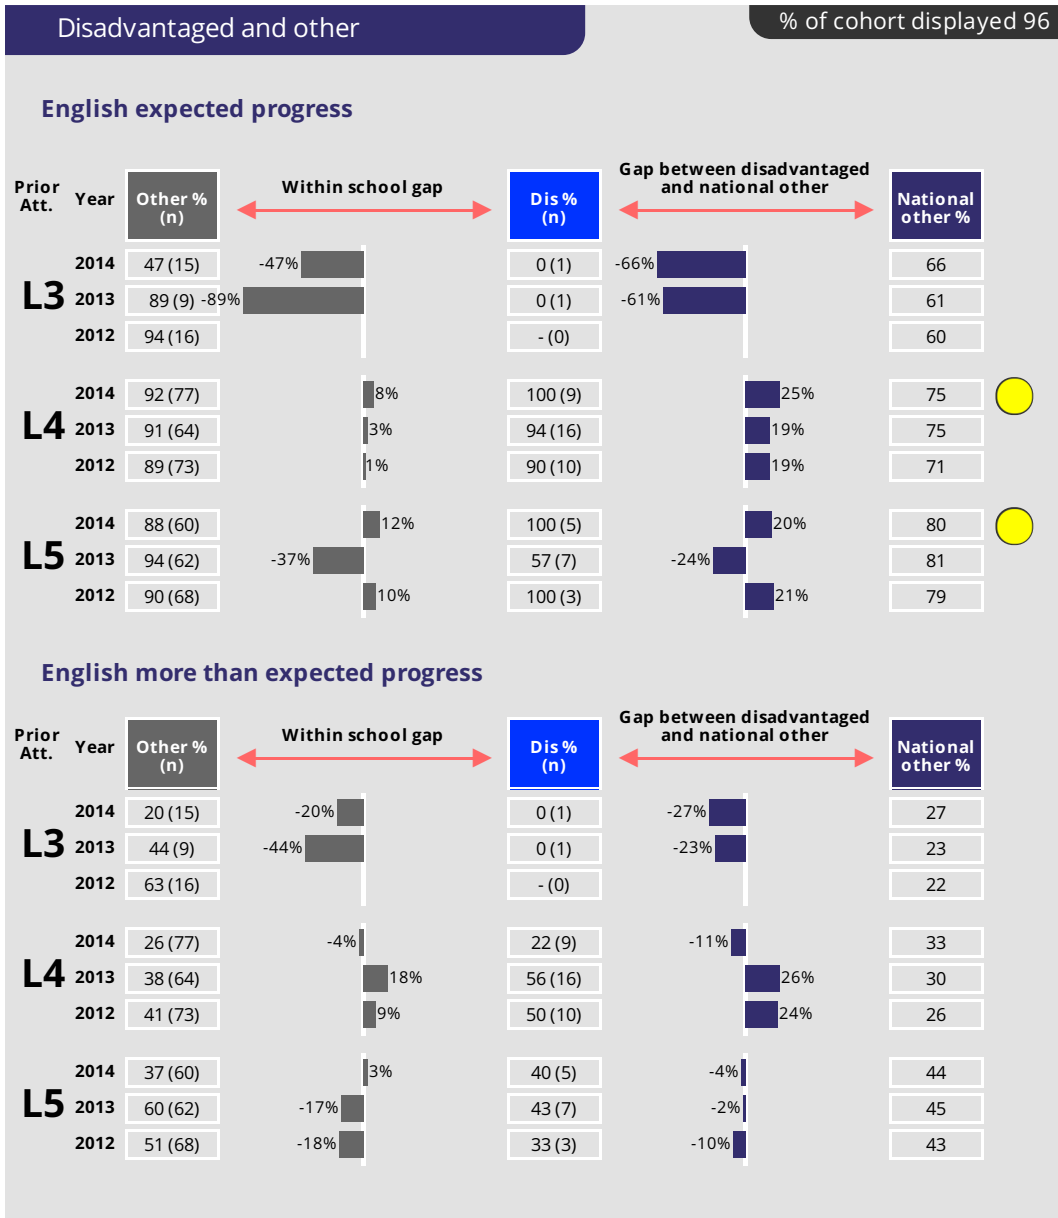 Disadvantaged and other
% of cohort displayed 96
English expected progress
Prior Att. Year Other % (n) Within school gap Dis % (n) Gap between disadvantaged and national other National other %
L3
2014 47 (15) -47% 0 (1) -66% 66
2013 89 (9) -89% 0 (1) -61% 61
2012 94 (16) - (0) 60
L4
2014 92 (77) 8% 100 (9) 25% 75
2013 91 (64) 3% 94 (16) 19% 75
2012 89 (73) 1% 90 (10) 19% 71
L5
2014 88 (60) 12% 100 (5) 20% 80
2013 94 (62) -37% 57 (7) -24% 81
2012 90 (68) 10% 100 (3) 21% 79
English more than expected progress
Prior Att. Year Other % (n) Within school gap Dis % (n) Gap between disadvantaged and national other National other %
L3
2014 20 (15) -20% 0 (1) -27% 27
2013 44 (9) -44% 0 (1) -23% 23
2012 63 (16) - (0) 22
L4
2014 26 (77) -4% 22 (9) -11% 33
2013 38 (64) 18% 56 (16) 26% 30
2012 41 (73) 9% 50 (10) 24% 26
L5
2014 37 (60) 3% 40 (5) -4% 44
2013 60 (62) -17% 43 (7) -2% 45
2012 51 (68) -18% 33 (3) -10% 43